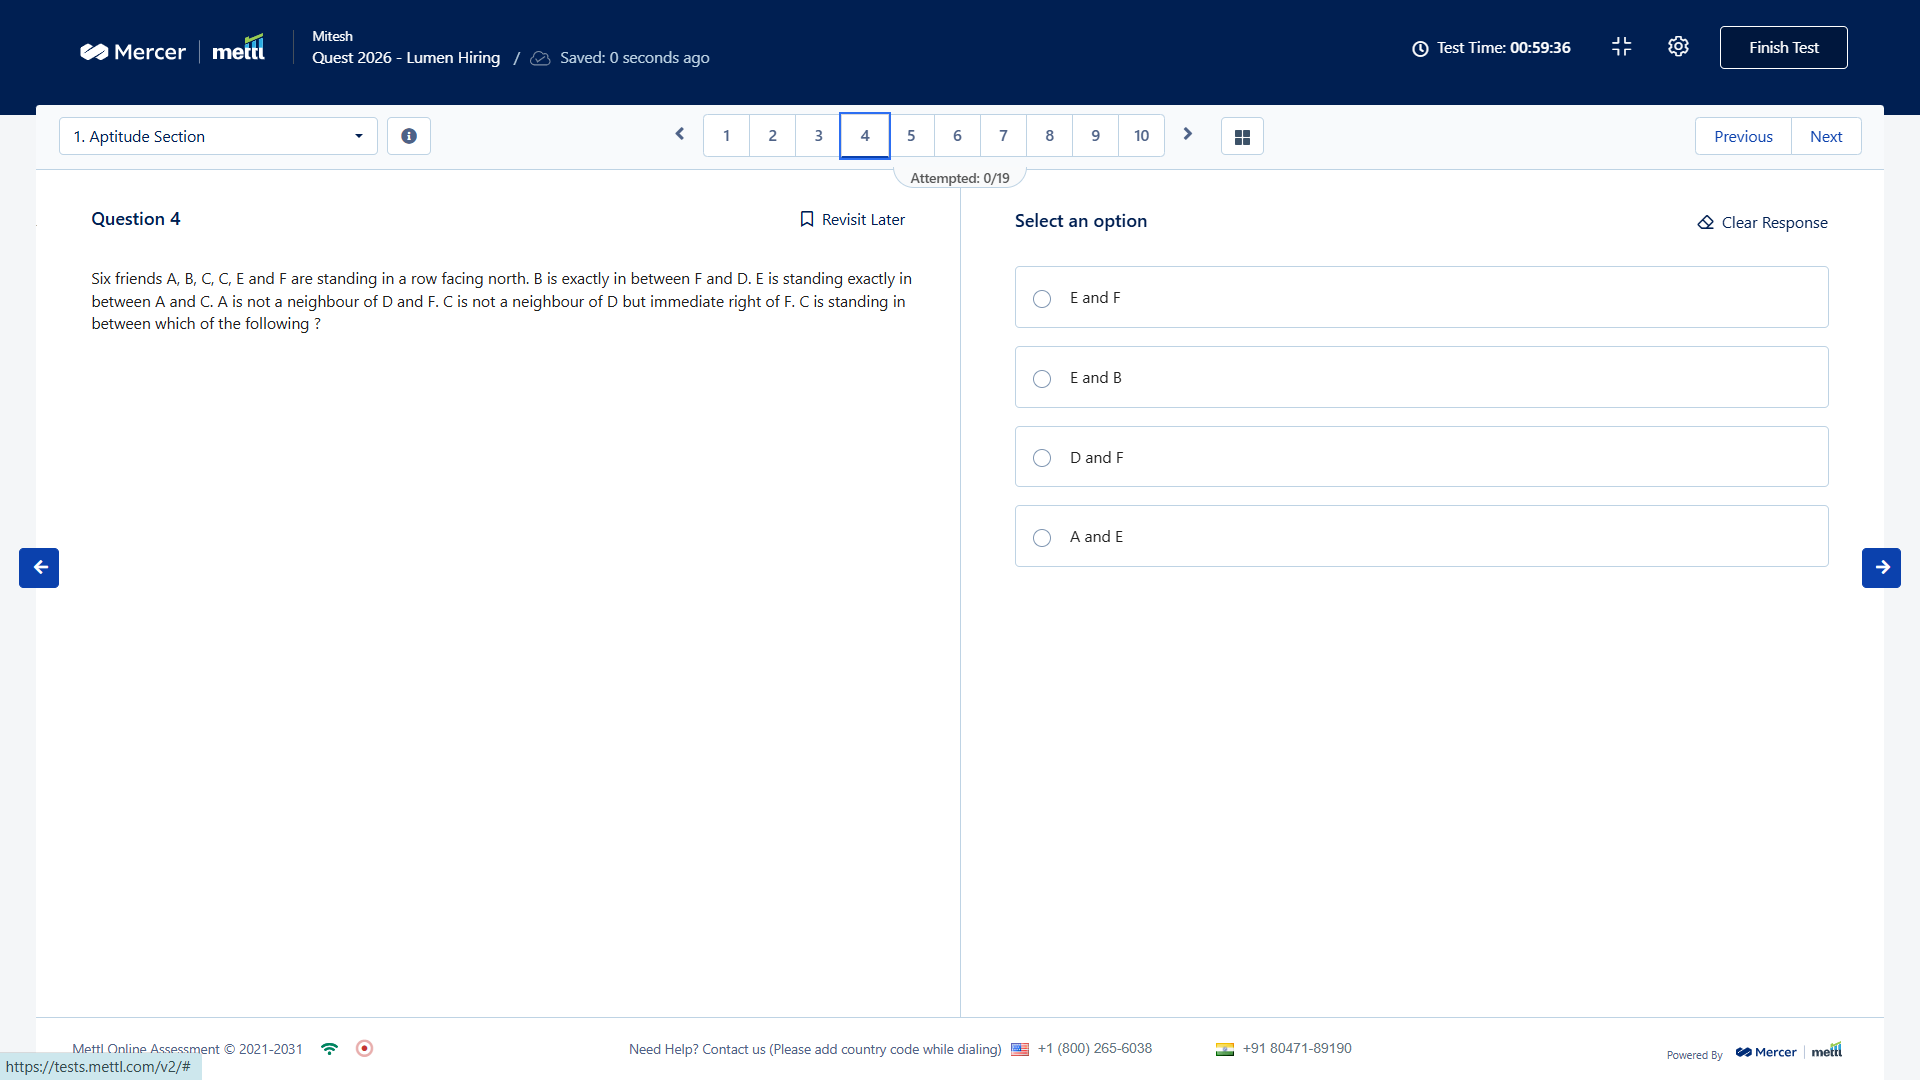 Mercer
mettl
Mitesh
Quest 2026 - Lumen Hiring / Saved: 0 seconds ago
Test Time: 00:59:36
Finish Test
1. Aptitude Section
1 2 3 4 5 6 7 8 9 10
Previous
Next
Attempted: 0/19
Question 4
Revisit Later
Six friends A, B, C, C, E and F are standing in a row facing north. B is exactly in between F and D. E is standing exactly in
between A and C. A is not a neighbour of D and F. C is not a neighbour of D but immediate right of F. C is standing in
between which of the following ?
Select an option
Clear Response
E and F
E and B
D and F
A and E
Mettl Online Assessment © 2021-2031
Need Help? Contact us (Please add country code while dialing) +1 (800) 265-6038
+91 80471-89190
Powered By Mercer mettl
https://tests.mettl.com/v2/#